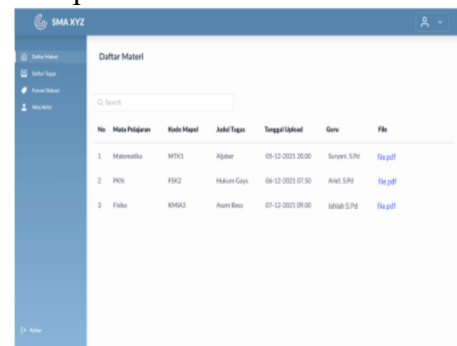 SMA XYZ
Daftar Materi
Daftar Tugas
Forum Diskusi
Nilai Akhir
Keluar
Daftar Materi
Search
No Mata Pelajaran Kode Mapel Judul Tugas Tanggal Upload Guru File
1 Matematika MTK1 Aljabar 05-12-2021 20.00 Suryani, S.Pd file.pdf
2 PKN FSK2 Hukum Gaya 06-12-2021 07.50 Arief, S.Pd file.pdf
3 Fisika KMIA3 Asam Basa 07-12-2021 09.00 S.Pd file.pdf